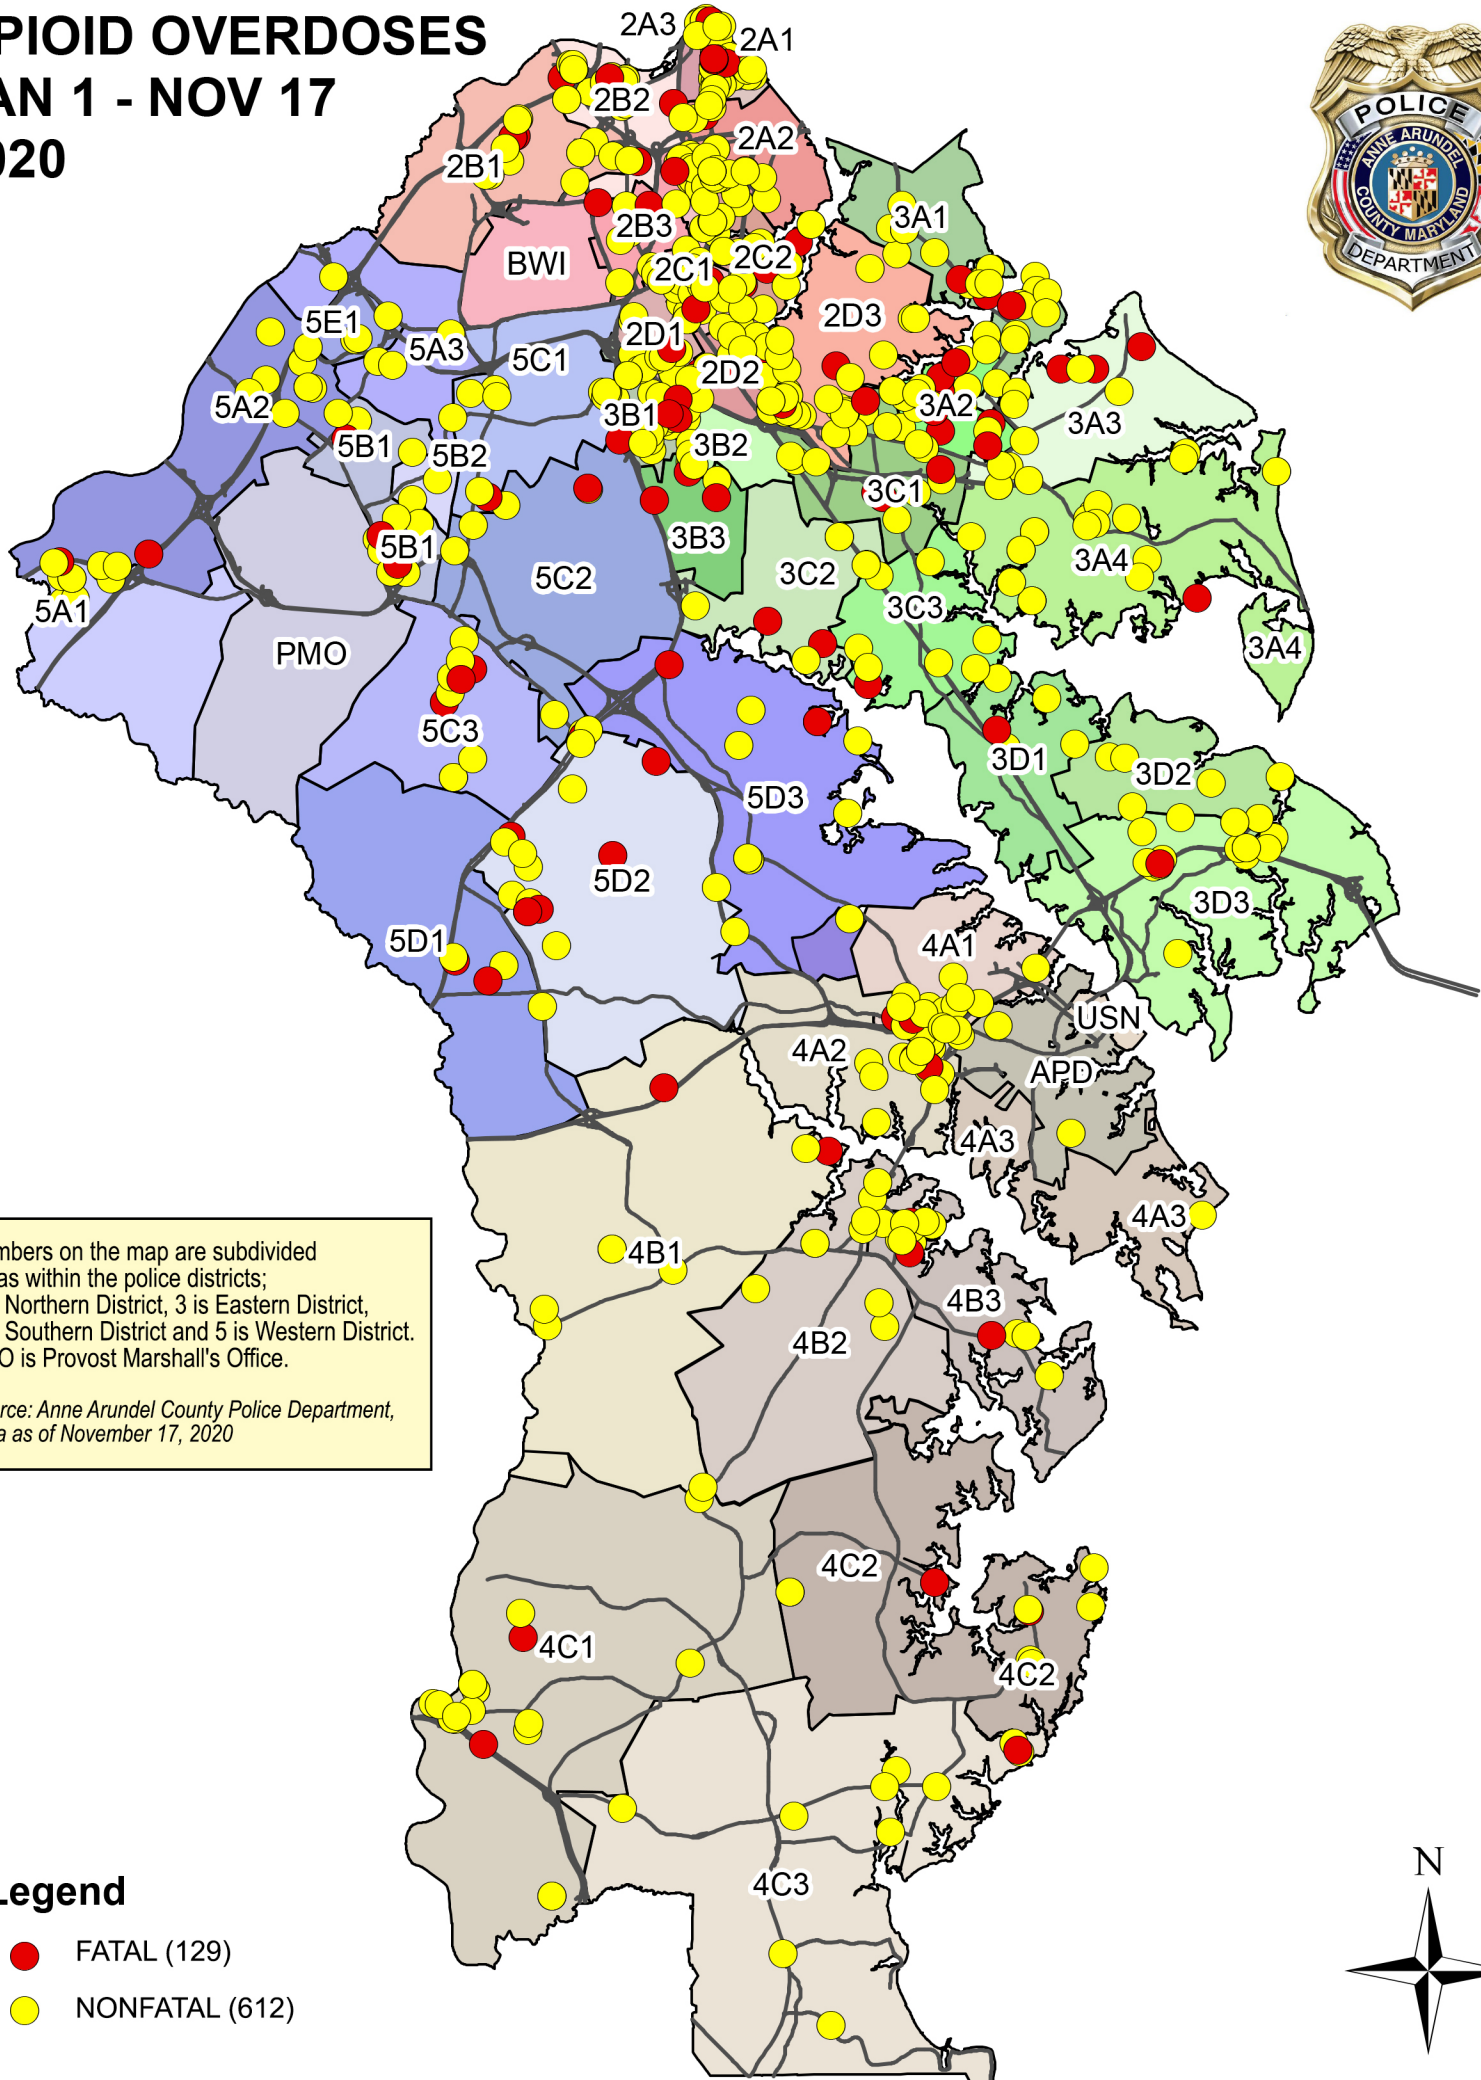 PIOID OVERDOSES
AN 1 - NOV 17
020
POLICE
ANNE ARUNDEL
COUNTY MARYLAND
DEPARTMENT
2A3
2A1
2B2
2A2
2B1
3A1
2B3
BWI
2C1
2C2
5E1
2D1
2D3
5A3
5C1
2D2
5A2
3B1
3A2
3A3
5B1
5B2
3B2
3C1
5B1
3B3
5C2
3C2
3A4
5A1
3C3
PMO
3A4
5C3
3D1
3D2
5D3
5D2
3D3
5D1
4A1
USN
4A2
APD
4A3
4A3
4B1
4B3
4B2
mbers on the map are subdivided
as within the police districts;
Northern District, 3 is Eastern District,
Southern District and 5 is Western District.
O is Provost Marshall's Office.
rce: Anne Arundel County Police Department,
a as of November 17, 2020
4C2
4C1
4C2
4C3
Legend
FATAL (129)
NONFATAL (612)
N